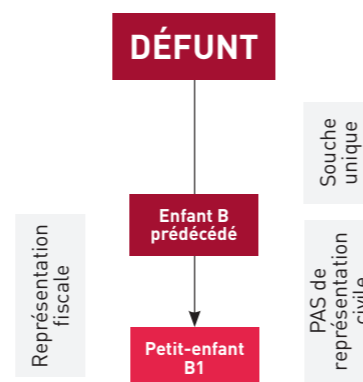 DÉFUNT
Souche
unique
Enfant B
prédécédé
Représentation
fiscale
PAS de
représentation
civile
Petit-enfant
B1